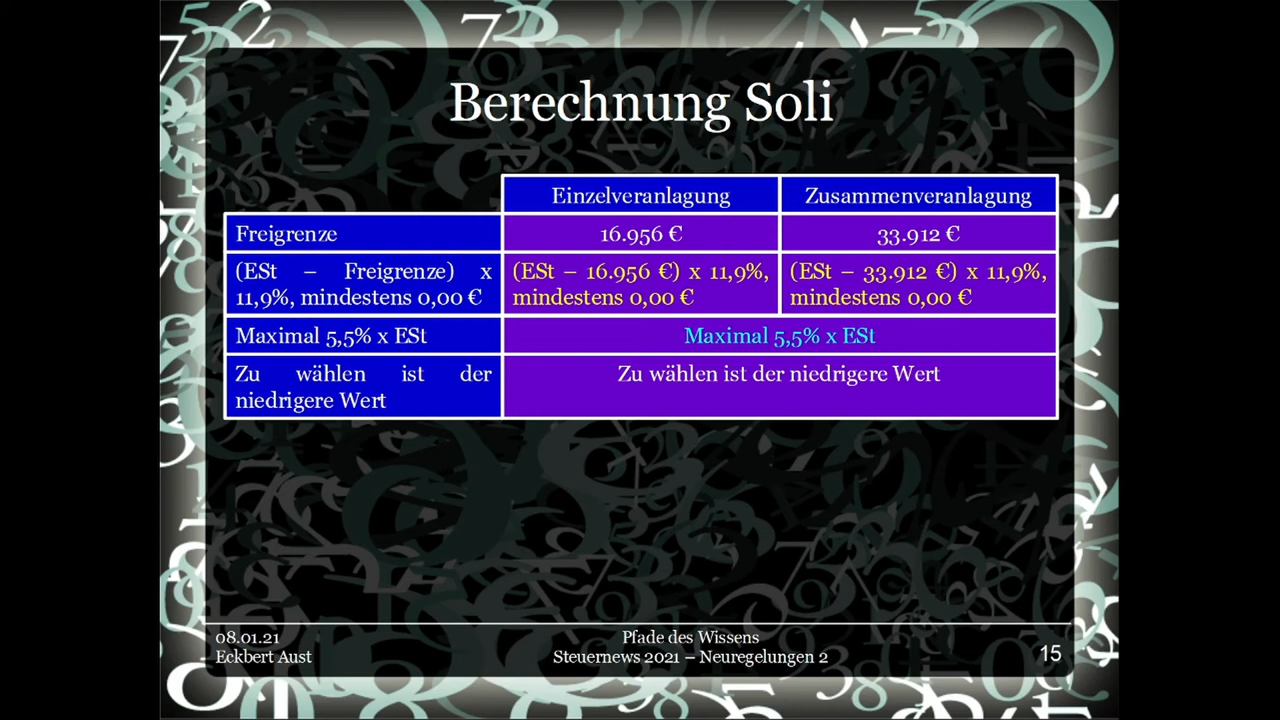 Berechnung Soli
Einzelveranlagung
Zusammenveranlagung
Freigrenze
16.956 €
33.912 €
(ESt – Freigrenze) x
11,9%, mindestens 0,00 €
(ESt – 16.956 €) x 11,9%,
mindestens 0,00 €
(ESt – 33.912 €) x 11,9%,
mindestens 0,00 €
Maximal 5,5% x ESt
Maximal 5,5% x ESt
Zu wählen ist der
niedrigere Wert
Zu wählen ist der niedrigere Wert
08.01.21
Eckbert Aust
Pfade des Wissens
Steuernews 2021 – Neuregelungen 2
15